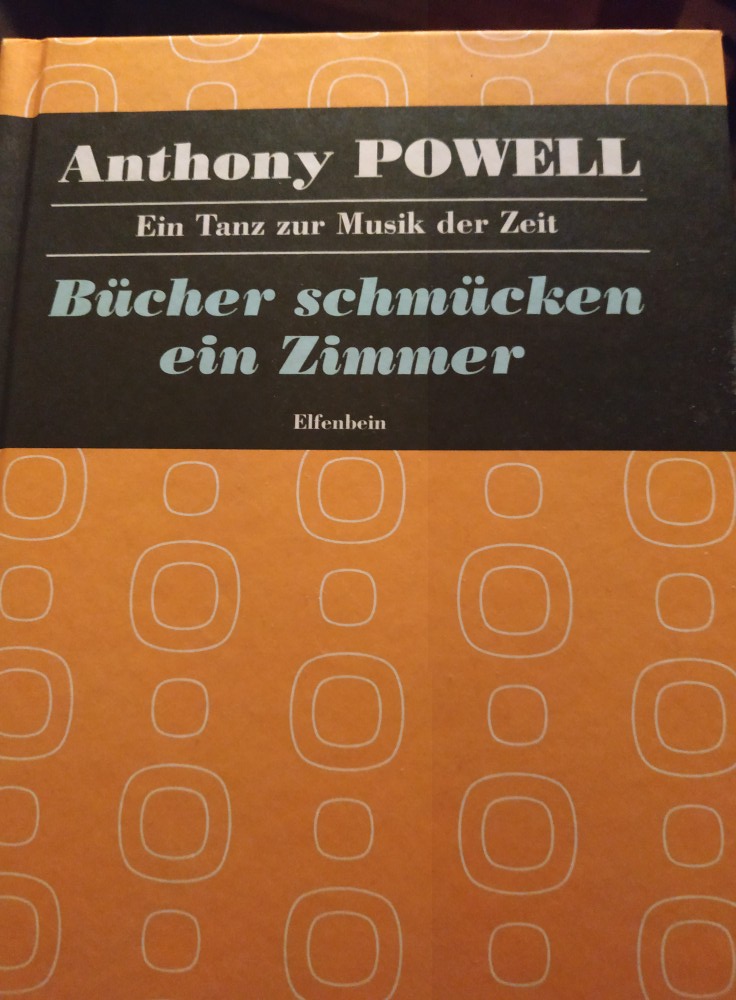 Anthony POWELL
Ein Tanz zur Musik der Zeit
Bücher schmücken
ein Zimmer
Elfenbein